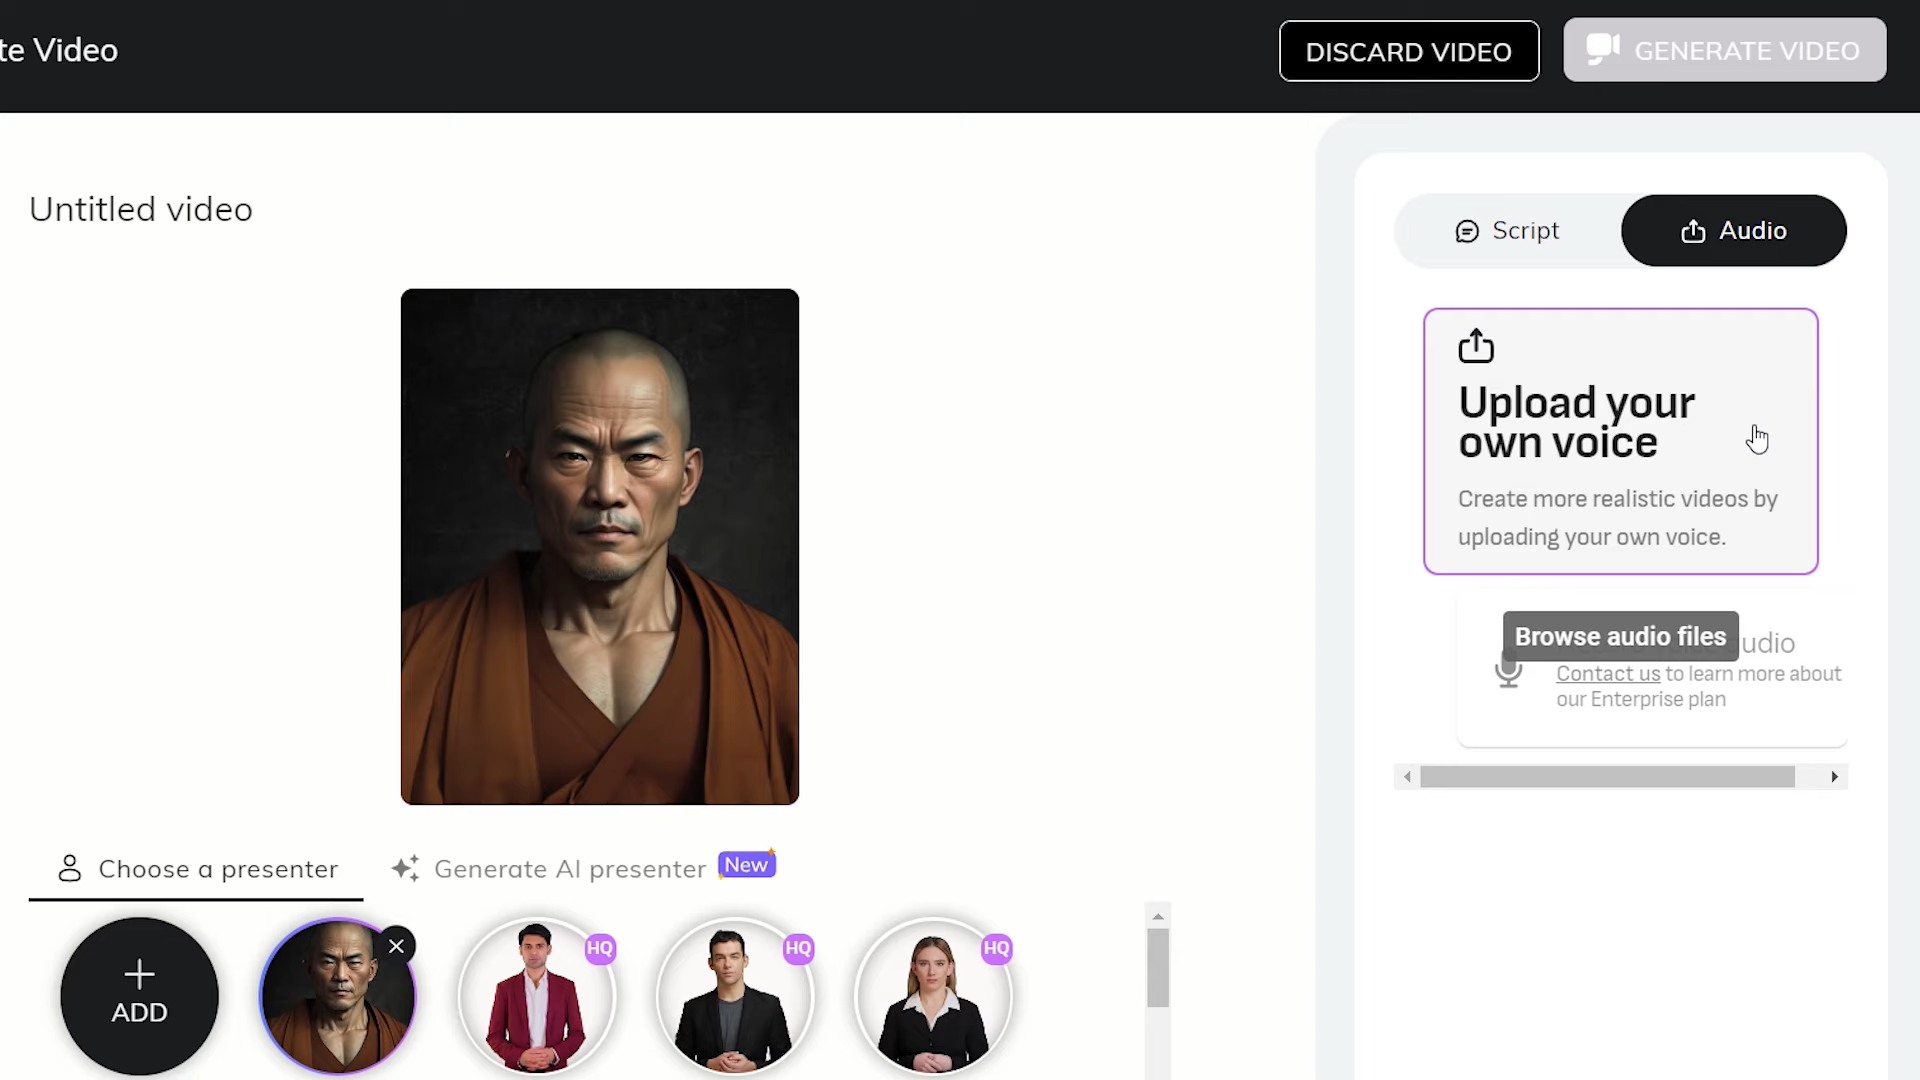 te Video
DISCARD VIDEO
GENERATE VIDEO
Untitled video
Script
Audio
Upload your
own voice
Create more realistic videos by
uploading your own voice.
Browse audio files
udio
Contact us to learn more about
our Enterprise plan
Choose a presenter
Generate AI presenter
New
ADD
HQ
HQ
HQ